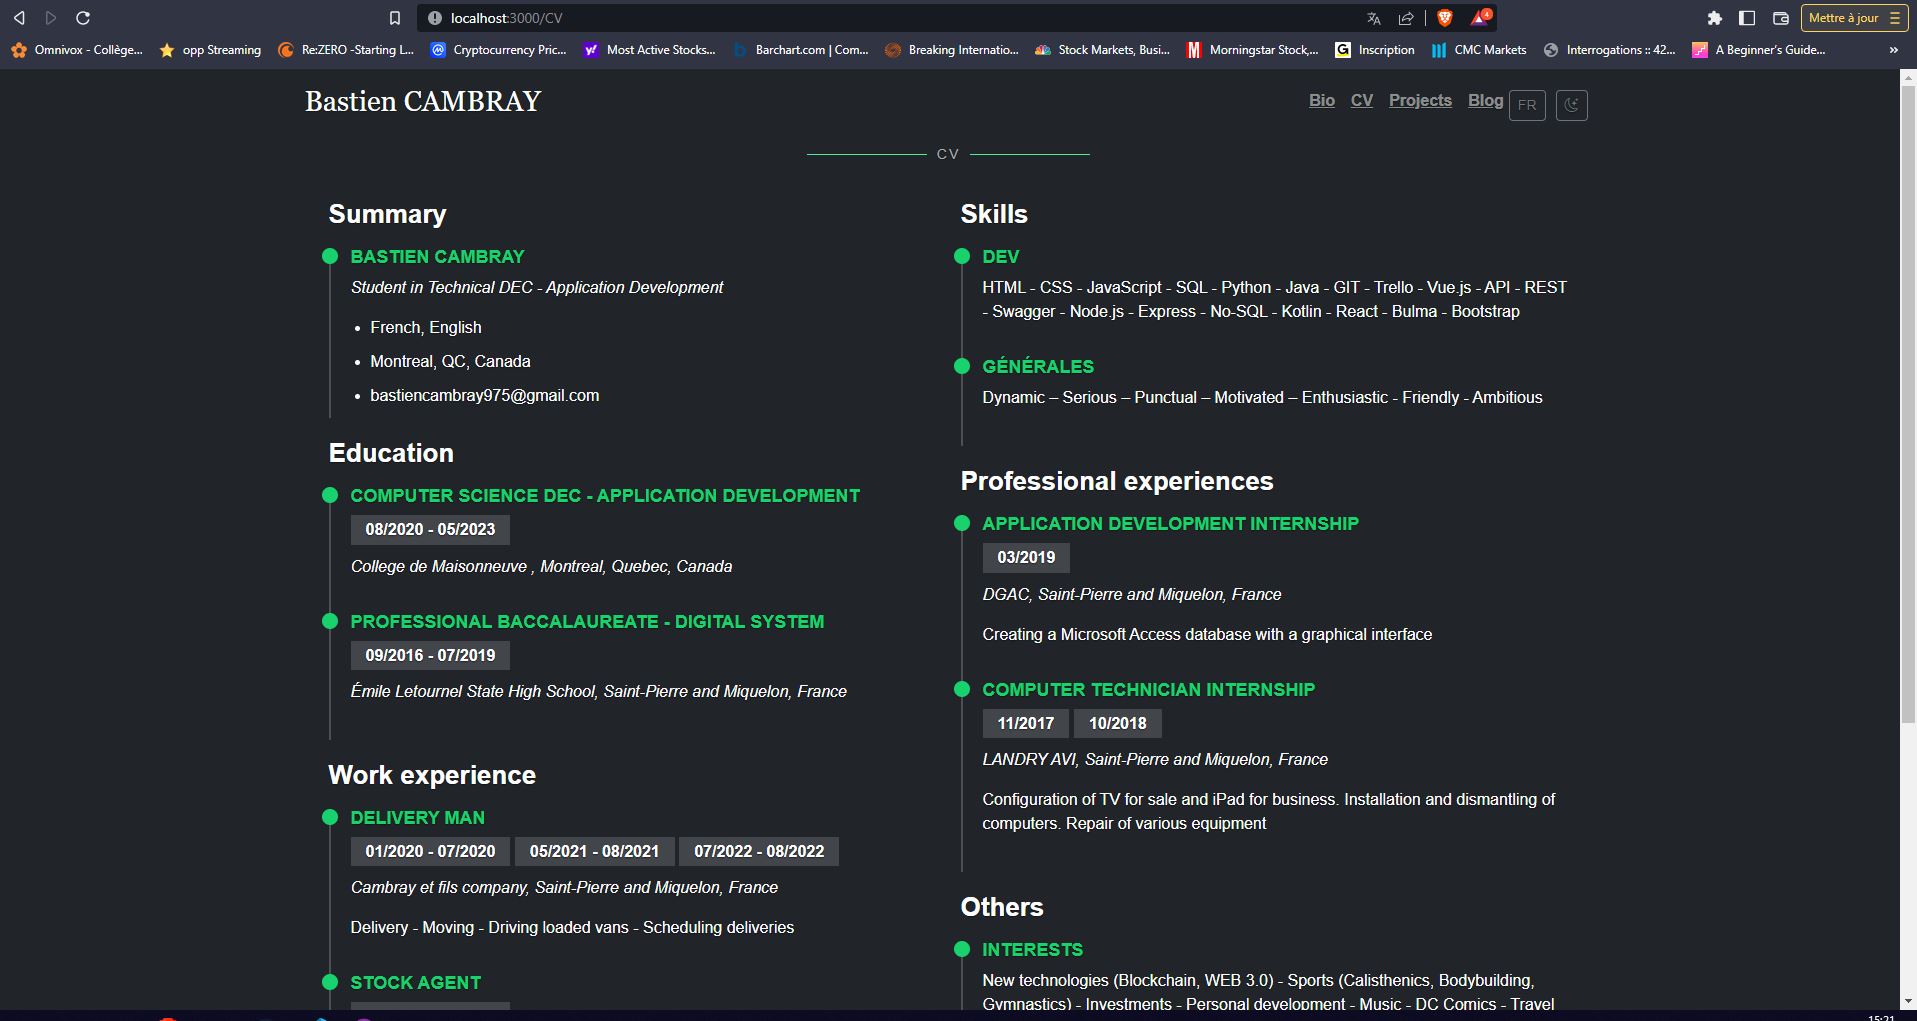 localhost:3000/CV
4
Mettre à jour
Omnivox - Collège...
opp Streaming
Re:ZERO -Starting L...
Cryptocurrency Pric...
Most Active Stocks...
Barchart.com | Com...
Breaking Internatio...
Stock Markets, Busi...
Morningstar Stock,...
Inscription
CMC Markets
Interrogations :: 42...
A Beginner's Guide...
»
Bastien CAMBRAY
Bio CV Projects Blog FR
CV
Summary
BASTIEN CAMBRAY
Student in Technical DEC - Application Development
• French, English
• Montreal, QC, Canada
• bastiencambray975@gmail.com
Education
COMPUTER SCIENCE DEC - APPLICATION DEVELOPMENT
08/2020 - 05/2023
College de Maisonneuve , Montreal, Quebec, Canada
PROFESSIONAL BACCALAUREATE - DIGITAL SYSTEM
09/2016 - 07/2019
Émile Letournel State High School, Saint-Pierre and Miquelon, France
Work experience
DELIVERY MAN
01/2020 - 07/2020 05/2021 - 08/2021 07/2022 - 08/2022
Cambray et fils company, Saint-Pierre and Miquelon, France
Delivery - Moving - Driving loaded vans - Scheduling deliveries
STOCK AGENT
Skills
DEV
HTML - CSS - JavaScript - SQL - Python - Java - GIT - Trello - Vue.js - API - REST
- Swagger - Node.js - Express - No-SQL - Kotlin - React - Bulma - Bootstrap
GÉNÉRALES
Dynamic – Serious – Punctual – Motivated – Enthusiastic - Friendly - Ambitious
Professional experiences
APPLICATION DEVELOPMENT INTERNSHIP
03/2019
DGAC, Saint-Pierre and Miquelon, France
Creating a Microsoft Access database with a graphical interface
COMPUTER TECHNICIAN INTERNSHIP
11/2017 10/2018
LANDRY AVI, Saint-Pierre and Miquelon, France
Configuration of TV for sale and iPad for business. Installation and dismantling of
computers. Repair of various equipment
Others
INTERESTS
New technologies (Blockchain, WEB 3.0) - Sports (Calisthenics, Bodybuilding,
Gymnastics) - Investments - Personal development - Music - DC Comics - Travel
15:21